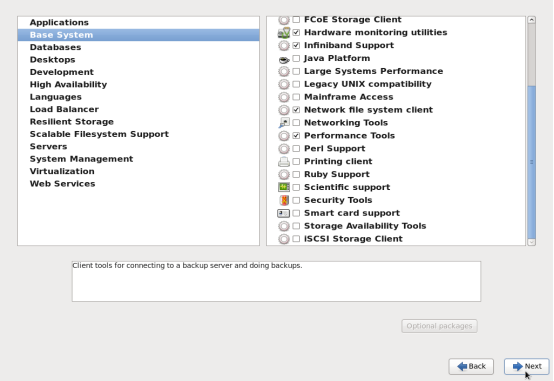 Applications
Base System
Databases
Desktops
Development
High Availability
Languages
Load Balancer
Resilient Storage
Scalable Filesystem Support
Servers
System Management
Virtualization
Web Services
FCoE Storage Client
Hardware monitoring utilities
Infiniband Support
Java Platform
Large Systems Performance
Legacy UNIX compatibility
Mainframe Access
Network file system client
Networking Tools
Performance Tools
Perl Support
Printing client
Ruby Support
Scientific support
Security Tools
Smart card support
Storage Availability Tools
iSCSI Storage Client
Client tools for connecting to a backup server and doing backups.
Optional packages
Back
Next